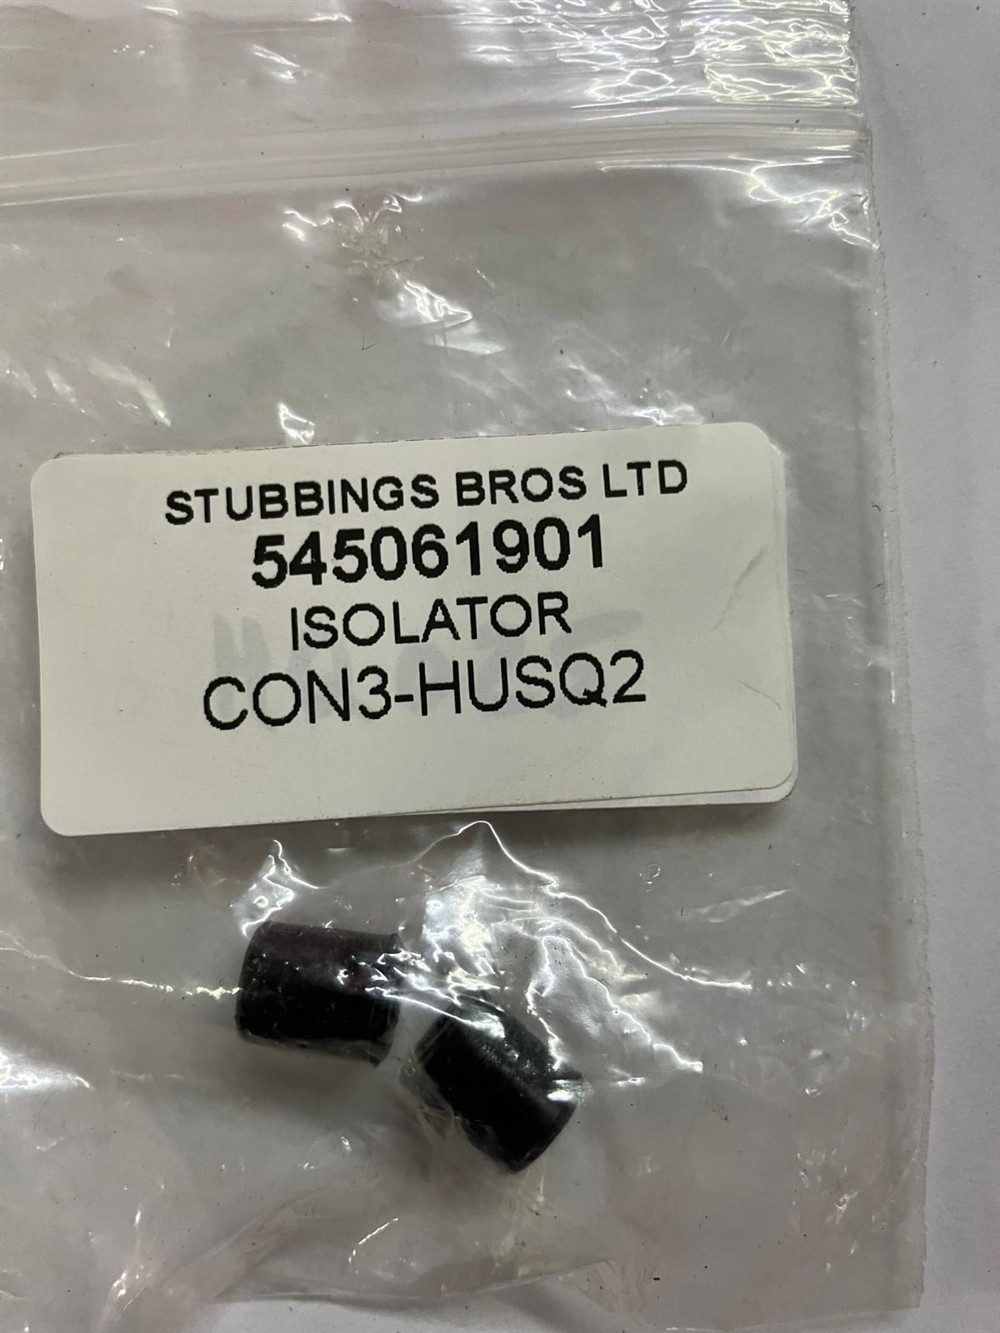 STUBBINGS BROS LTD
545061901
ISOLATOR
CON3-HUSQ2